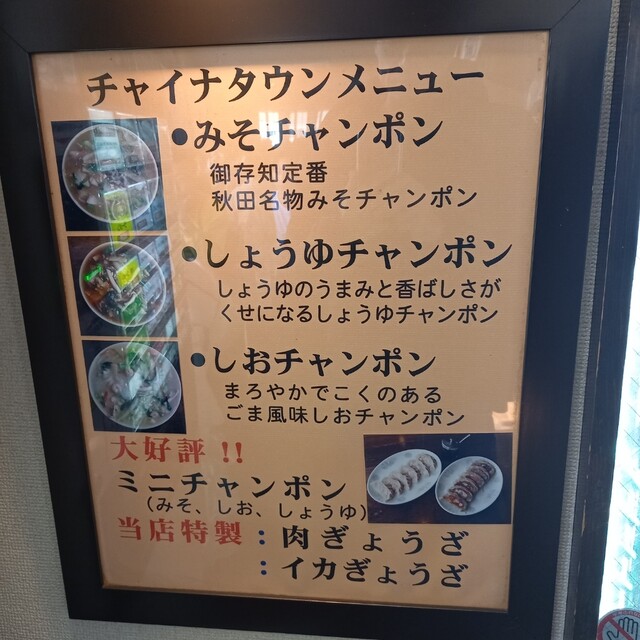 チャイナタウンメニュー
●みそチャンポン
御存知定番
秋田名物みそチャンポン
●しょうゆチャンポン
しょうゆのうまみと香ばしさが
くせになるしょうゆチャンポン
●しおチャンポン
まろやかでこくのある
ごま風味しおチャンポン
大好評!!
ミニチャンポン
(みそ、しお、しょうゆ)
当店特製:肉ぎょうざ
:イカぎょうざ